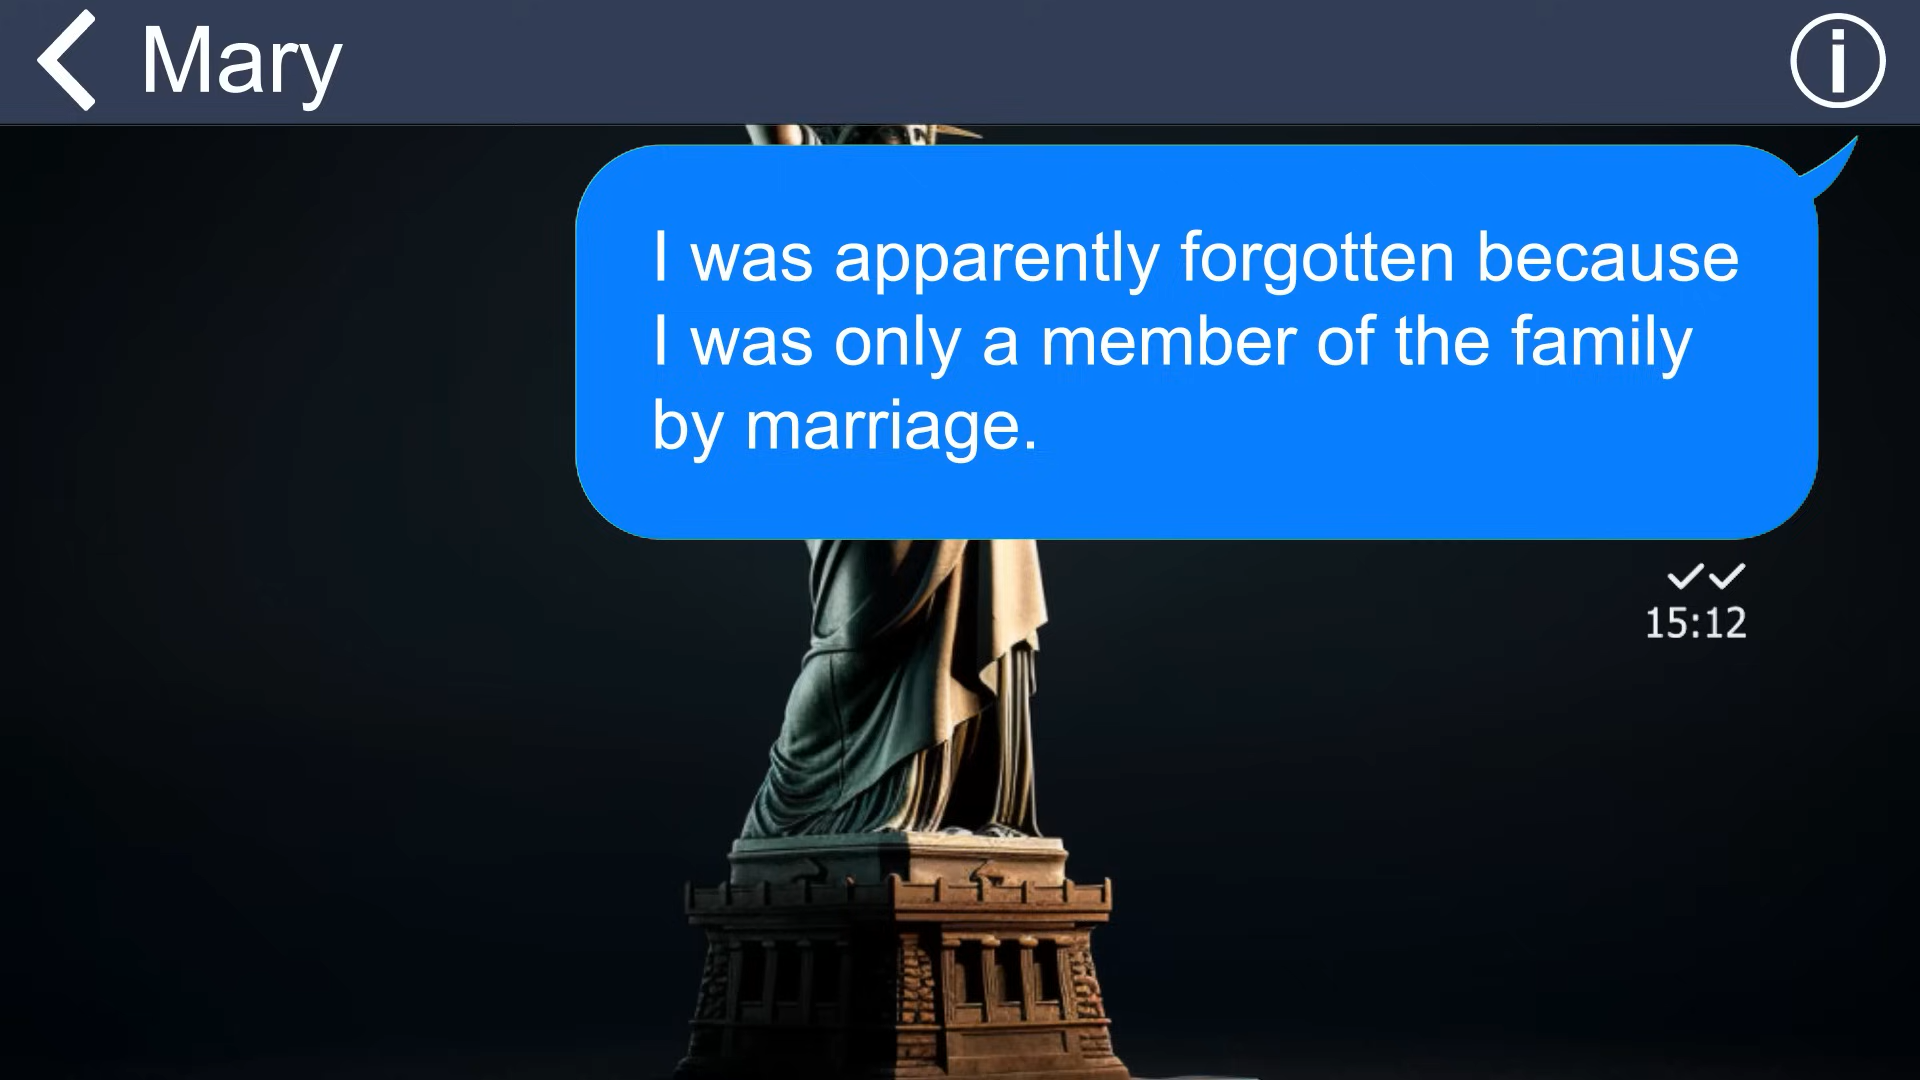 Mary
I was apparently forgotten because
I was only a member of the family
by marriage.
15:12